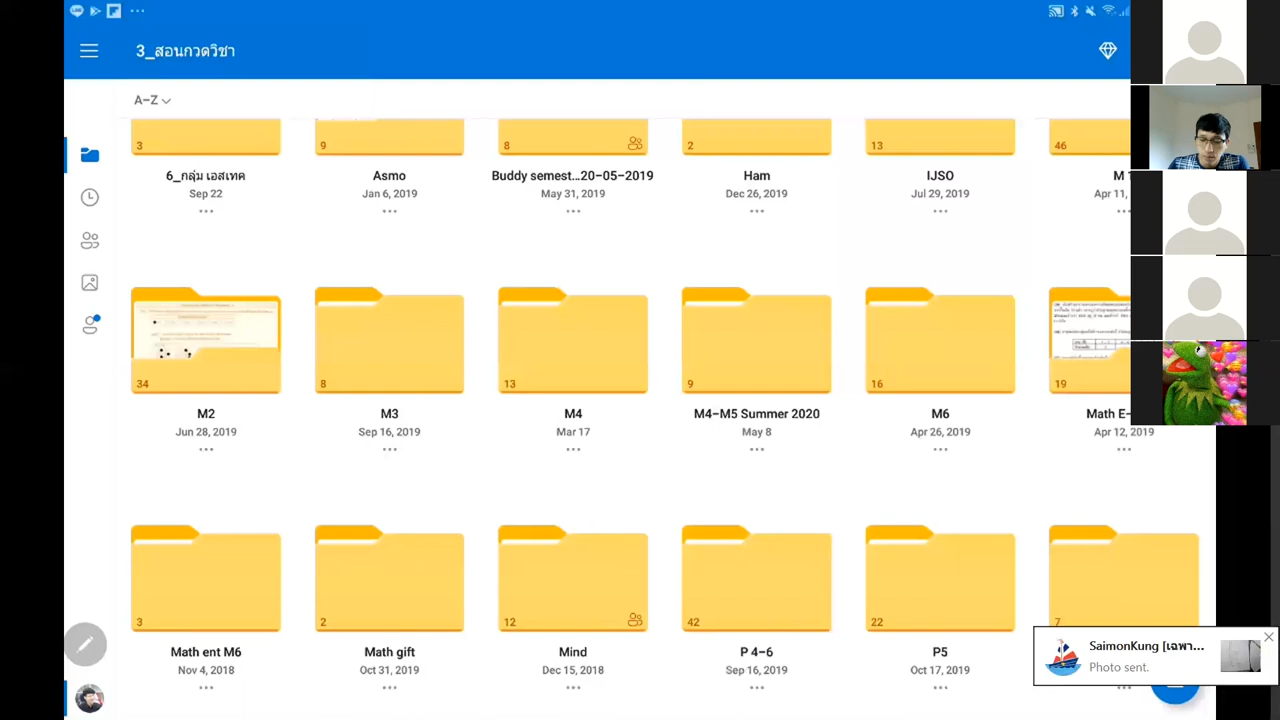 3_สอนกวดวิชา
A–Z
3
9
8
2
13
46
6_กลุ่ม เอสเทค
Asmo
Buddy semest...20-05-2019
Ham
IJSO
M
Sep 22
Jan 6, 2019
May 31, 2019
Dec 26, 2019
Jul 29, 2019
Apr 11,
34
8
13
9
16
19
M2
M3
M4
M4-M5 Summer 2020
M6
Math E-
Jun 28, 2019
Sep 16, 2019
Mar 17
May 8
Apr 26, 2019
Apr 12, 2019
3
2
12
42
22
7
Math ent M6
Math gift
Mind
P 4-6
P5
Nov 4, 2018
Oct 31, 2019
Dec 15, 2018
Sep 16, 2019
Oct 17, 2019
SaimonKung [เฉพา...
Photo sent.